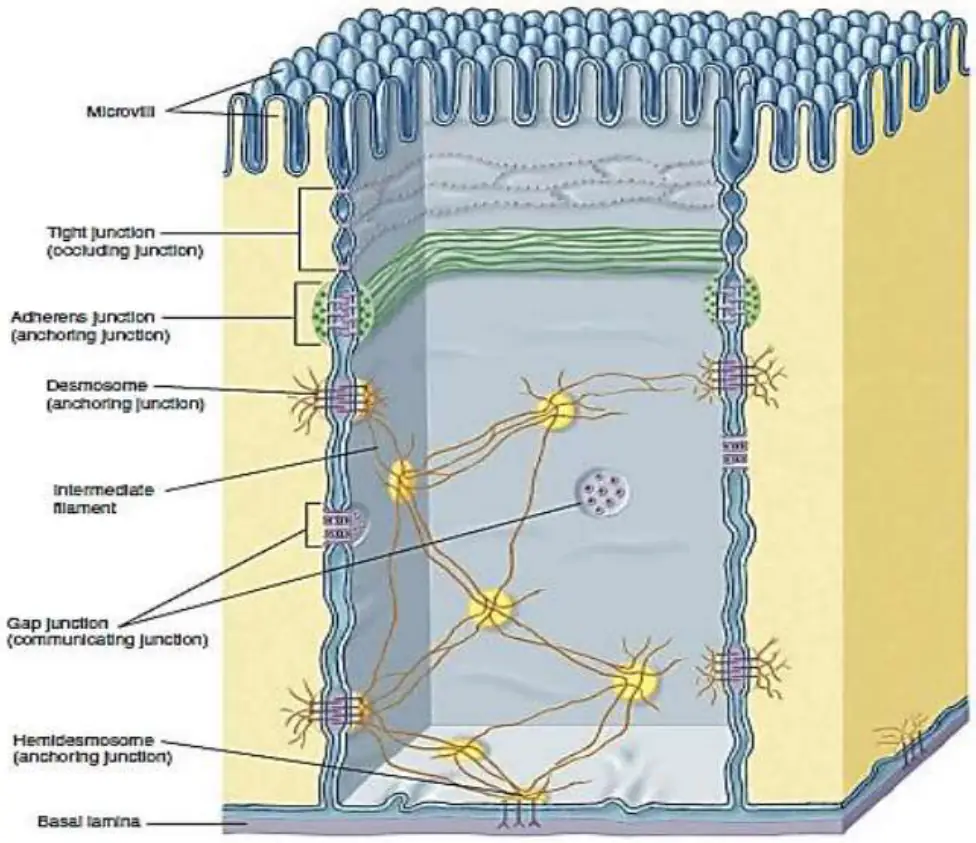 Microvilli
Tight junction
(occluding junction)
Adherens junction
(anchoring junction)
Desmosome
(anchoring junction)
Intermediate
filament
Gap junction
(communicating junction)
Hemidesmosome
(anchoring junction)
Basal lamina